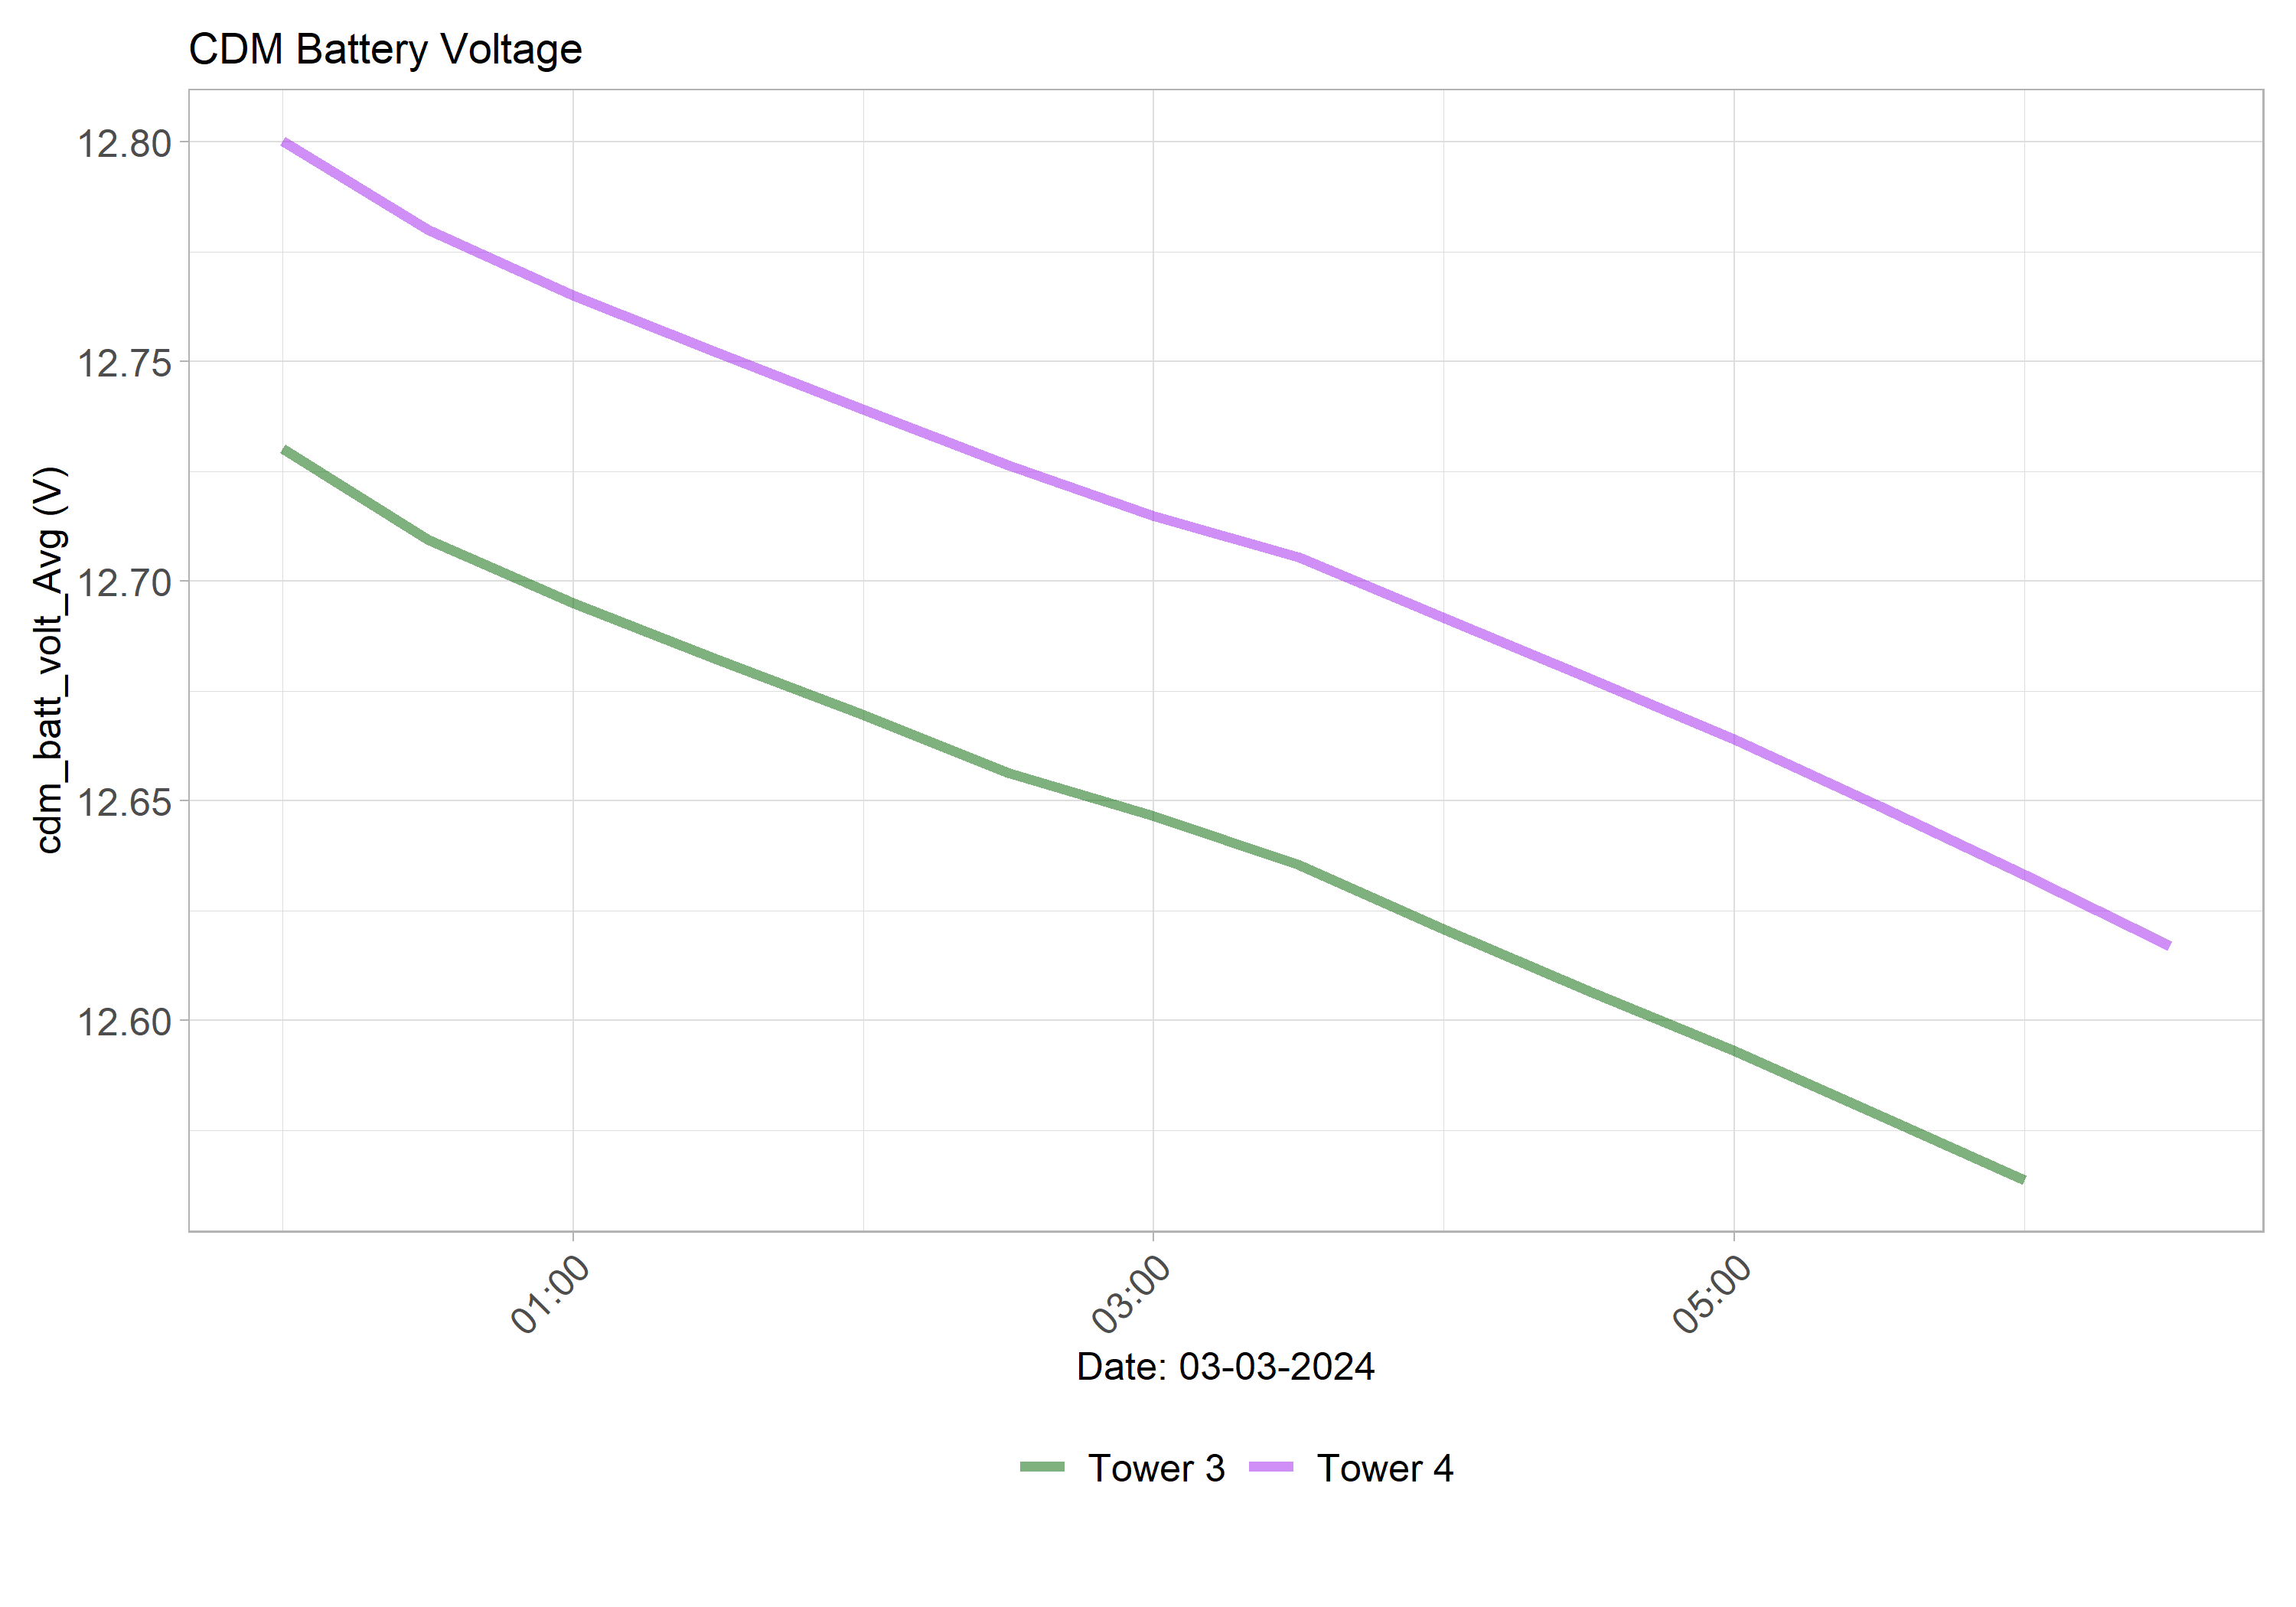 CDM Battery Voltage
cdm_batt_volt_Avg (V)
12.80
12.75
12.70
12.65
12.60
01:00
03:00
05:00
Date: 03-03-2024
Tower 3
Tower 4